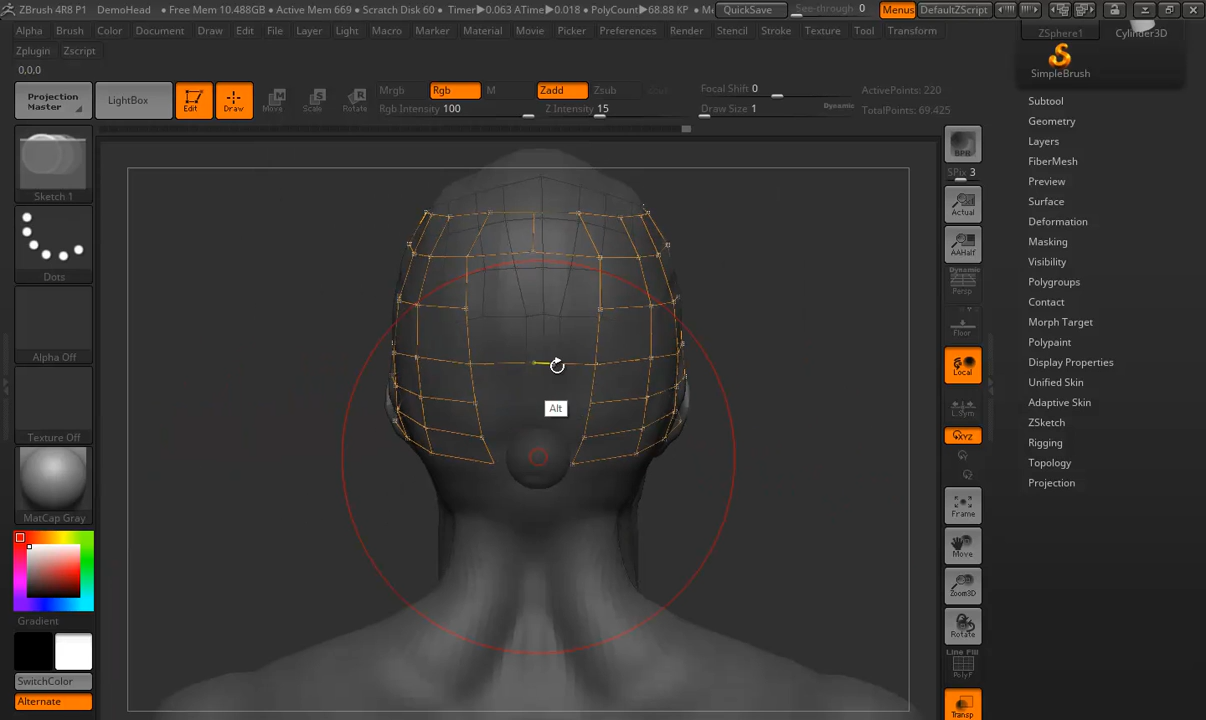 ZBrush 4R8 P1 DemoHead • Free Mem 10.488GB • Active Mem 669 • Scratch Disk 60 • Timer▶0.063 ATime▶0.018 • PolyCount▶68.88 KP • M
QuickSave
See-through 0
Menus
DefaultZScript
Alpha Brush Color Document Draw Edit File Layer Light Macro Marker Material Movie Picker Preferences Render Stencil Stroke Texture Tool Transform
Zplugin Zscript
0,0,0
Projection
Master
LightBox
Edit
Draw
Move
Scale
Rotate
Mrgb
Rgb
M
Rgb Intensity 100
Zadd
Zsub
Z Intensity 15
Focal Shift 0
Draw Size 1
Dynamic
ActivePoints: 220
TotalPoints: 69.425
Sketch 1
Dots
Alpha Off
Texture Off
MatCap Gray
Gradient
SwitchColor
Alternate
Alt
BPR
SPix 3
Actual
AAHalf
Dynamic
Persp
Floor
Local
L.Sym
XYZ
Frame
Move
Zoom3D
Rotate
Line Fill
PolyF
Transp
ZSphere1
Cylinder3D
SimpleBrush
Subtool
Geometry
Layers
FiberMesh
Preview
Surface
Deformation
Masking
Visibility
Polygroups
Contact
Morph Target
Polypaint
Display Properties
Unified Skin
Adaptive Skin
ZSketch
Rigging
Topology
Projection